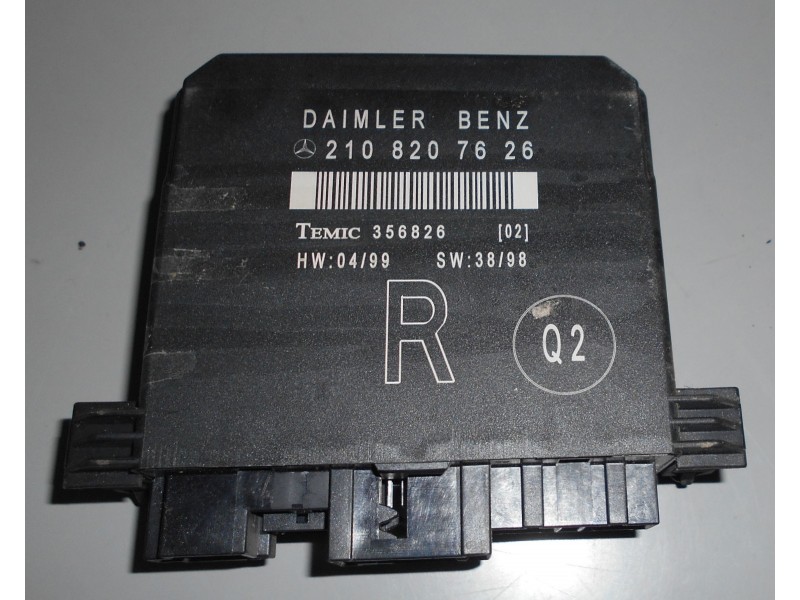 DAIMLER BENZ
210 820 76 26
TEMIC 356826 [02]
HW:04/99 SW:38/98
R
Q2